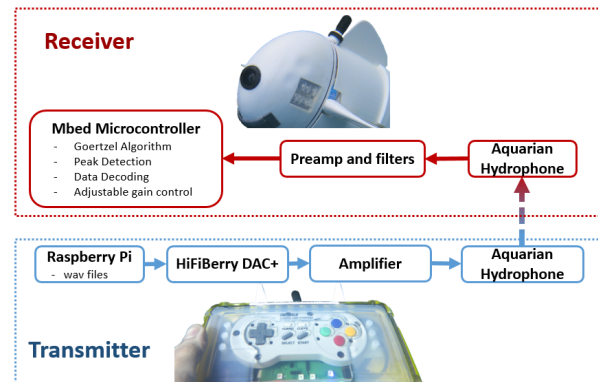 Receiver
Mbed Microcontroller
- Goertzel Algorithm
- Peak Detection
- Data Decoding
- Adjustable gain control
Preamp and filters
Aquarian
Hydrophone
Raspberry Pi
- wav files
HiFiBerry DAC+
Amplifier
Aquarian
Hydrophone
SELECT START
Transmitter